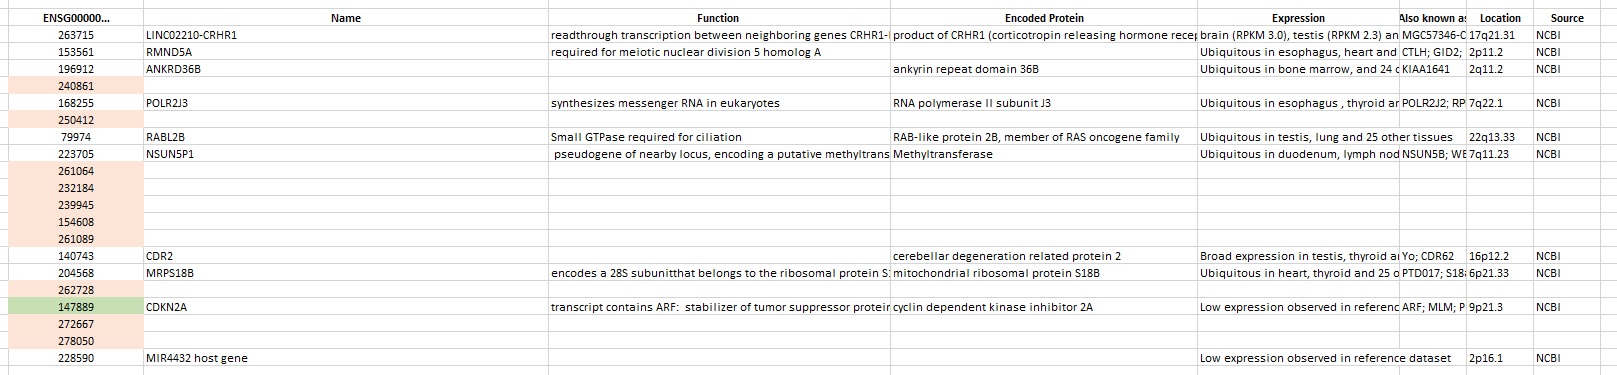 ENSG00000... Name Function Encoded Protein Expression Also known as Location Source
263715 LINC02210-CRHR1 readthrough transcription between neighboring genes CRHR1- product of CRHR1 (corticotropin releasing hormone recep brain (RPKM 3.0), testis (RPKM 2.3) an MGC57346-C 17q21.31 NCBI
153561 RMND5A required for meiotic nuclear division 5 homolog A Ubiquitous in esophagus, heart and CTLH; GID2; 2p11.2 NCBI
196912 ANKRD36B ankyrin repeat domain 36B Ubiquitous in bone marrow, and 24 o KIAA1641 2q11.2 NCBI
240861
168255 POLR2J3 synthesizes messenger RNA in eukaryotes RNA polymerase II subunit J3 Ubiquitous in esophagus , thyroid an POLR2J2; RP 7q22.1 NCBI
250412
79974 RABL2B Small GTPase required for ciliation RAB-like protein 2B, member of RAS oncogene family Ubiquitous in testis, lung and 25 other tissues 22q13.33 NCBI
223705 NSUN5P1 pseudogene of nearby locus, encoding a putative methyltrans Methyltransferase Ubiquitous in duodenum, lymph nod NSUN5B; WB 7q11.23 NCBI
261064
232184
239945
154608
261089
140743 CDR2 cerebellar degeneration related protein 2 Broad expression in testis, thyroid a Yo; CDR62 16p12.2 NCBI
204568 MRPS18B encodes a 28S subunitthat belongs to the ribosomal protein S1 mitochondrial ribosomal protein S18B Ubiquitous in heart, thyroid and 25 o PTD017; S18 6p21.33 NCBI
262728
147889 CDKN2A transcript contains ARF: stabilizer of tumor suppressor protein cyclin dependent kinase inhibitor 2A Low expression observed in referenc ARF; MLM; P 9p21.3 NCBI
272667
278050
228590 MIR4432 host gene Low expression observed in reference dataset 2p16.1 NCBI